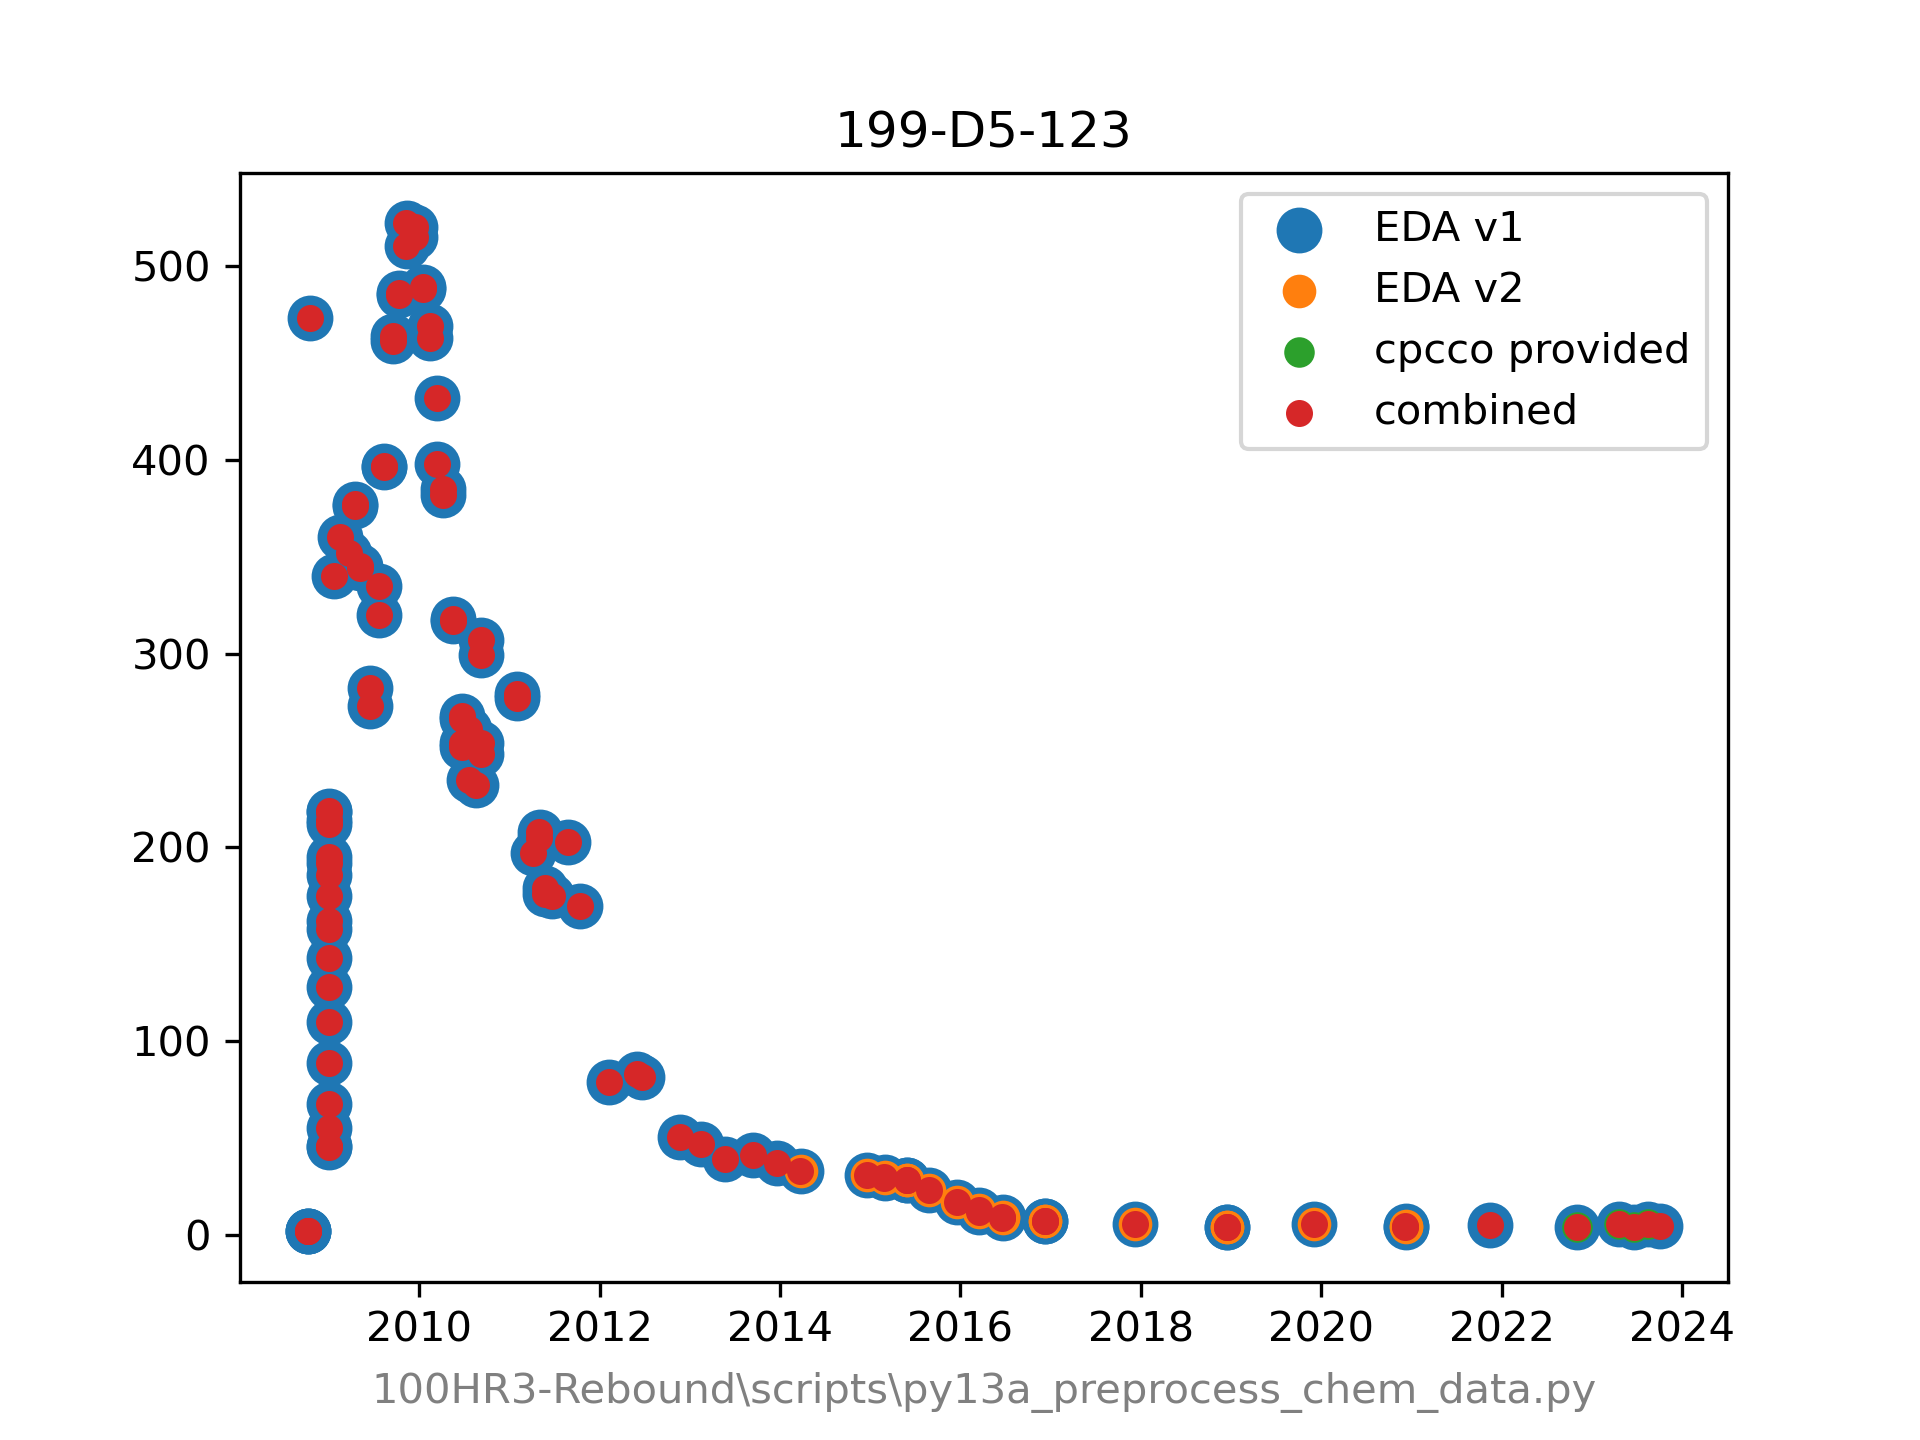 199-D5-123
EDA v1
EDA v2
cpcco provided
combined
500
400
300
200
100
0
2010 2012 2014 2016 2018 2020 2022 2024
100HR3-Rebound\scripts\py13a_preprocess_chem_data.py